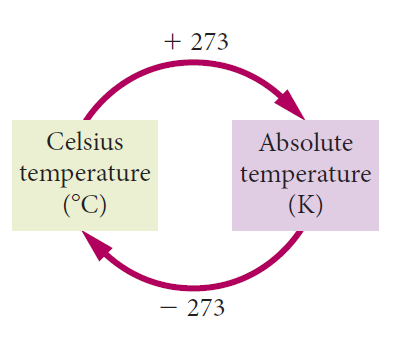 + 273
Celsius
temperature
(°C)
Absolute
temperature
(K)
− 273